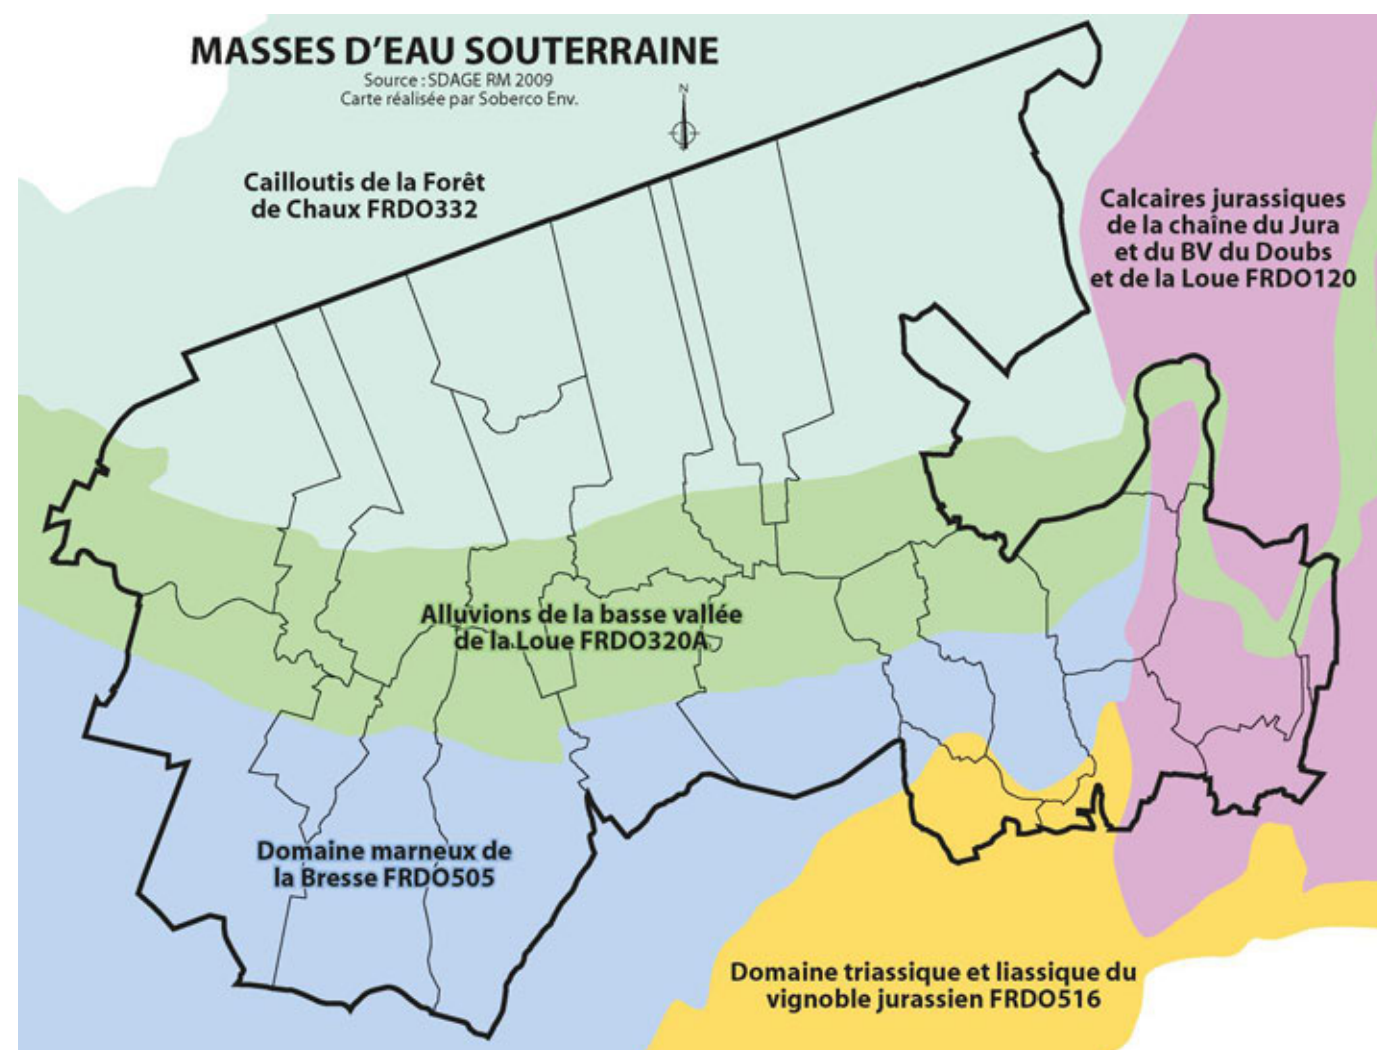 MASSES D'EAU SOUTERRAINE
Source : SDAGE RM 2009
Carte réalisée par Soberco Env.
N
Cailloutis de la Forêt
de Chaux FRDO332
Calcaires jurassiques
de la chaîne du Jura
et du BV du Doubs
et de la Loue FRDO120
Alluvions de la basse vallée
de la Loue FRDO320A
Domaine marneux de
la Bresse FRDO505
Domaine triassique et liassique du
vignoble jurassien FRDO516